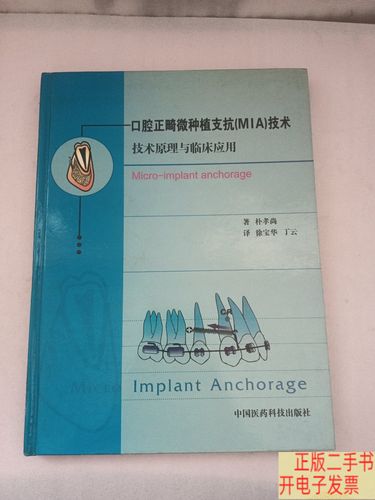 口腔正畸微种植支抗(MIA)技术
技术原理与临床应用
Micro-implant anchorage
著 朴孝尚
译 徐宝华 丁云
CR
Micro Implant Anchorage
中国医药科技出版社
正版二手书
开电子发票